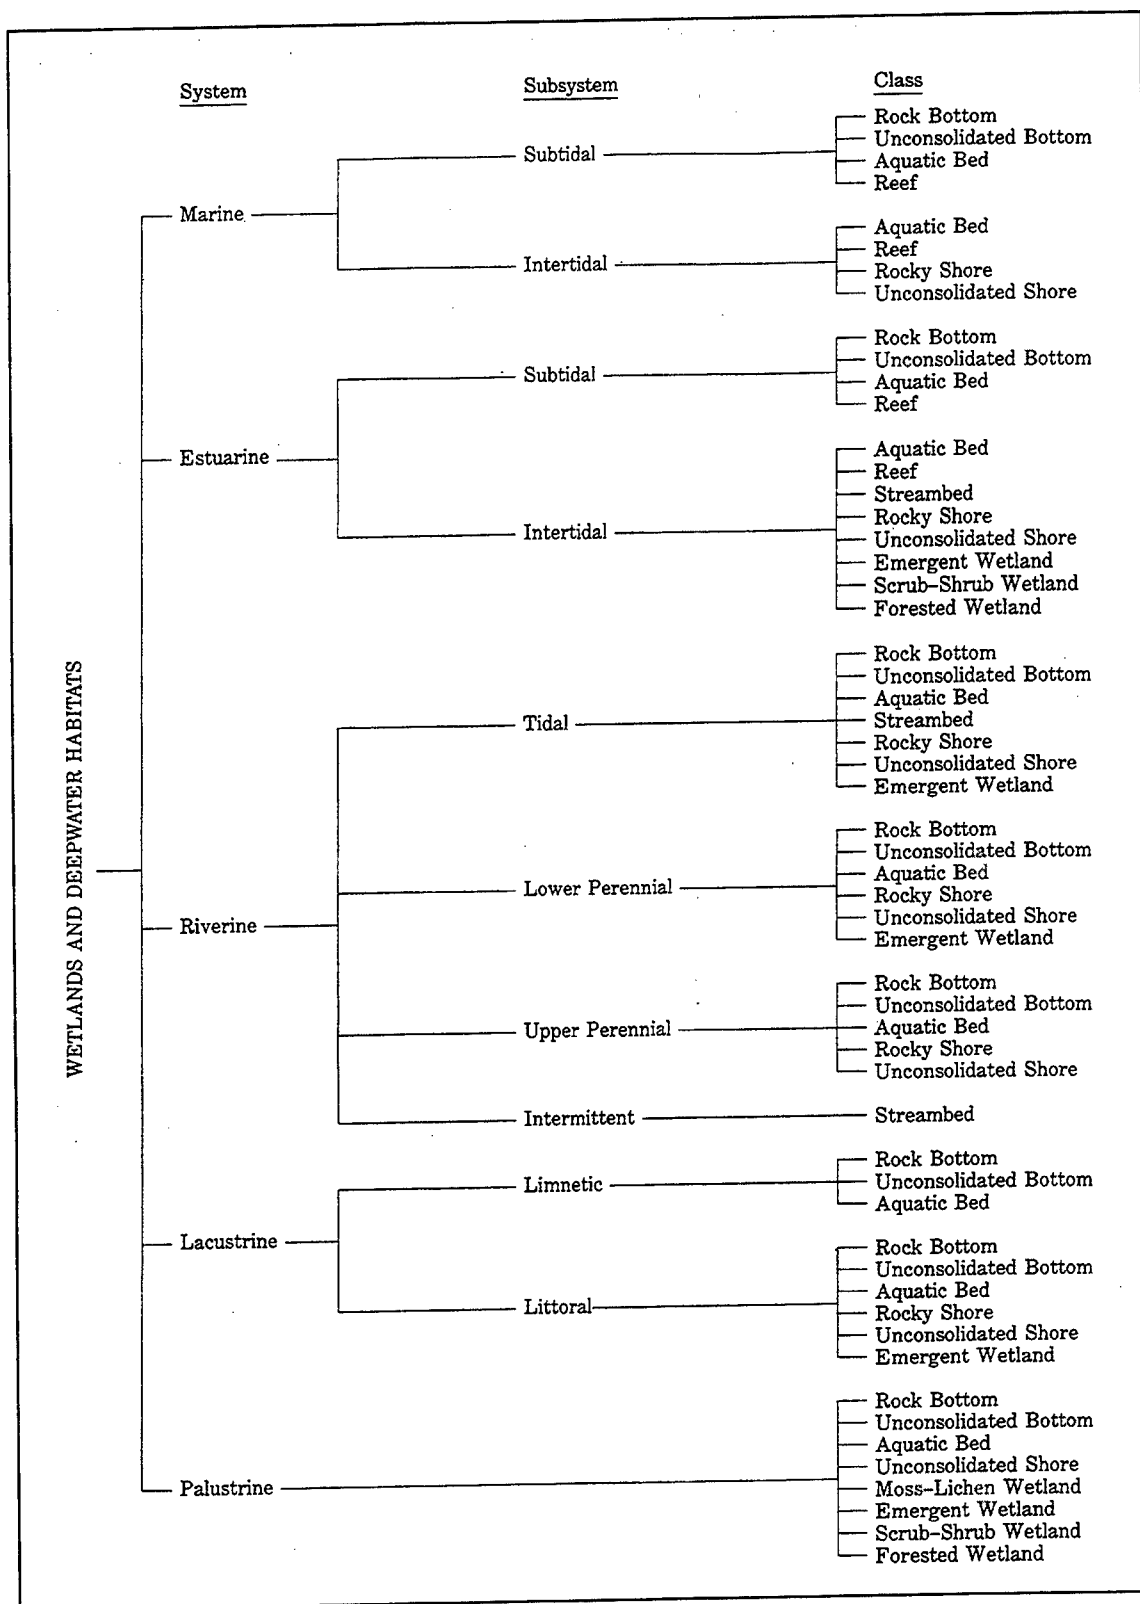 System Subsystem Class
WETLANDS AND DEEPWATER HABITATS
Marine
Subtidal
Rock Bottom
Unconsolidated Bottom
Aquatic Bed
Reef
Intertidal
Aquatic Bed
Reef
Rocky Shore
Unconsolidated Shore
Estuarine
Subtidal
Rock Bottom
Unconsolidated Bottom
Aquatic Bed
Reef
Intertidal
Aquatic Bed
Reef
Streambed
Rocky Shore
Unconsolidated Shore
Emergent Wetland
Scrub–Shrub Wetland
Forested Wetland
Riverine
Tidal
Rock Bottom
Unconsolidated Bottom
Aquatic Bed
Streambed
Rocky Shore
Unconsolidated Shore
Emergent Wetland
Lower Perennial
Rock Bottom
Unconsolidated Bottom
Aquatic Bed
Rocky Shore
Unconsolidated Shore
Emergent Wetland
Upper Perennial
Rock Bottom
Unconsolidated Bottom
Aquatic Bed
Rocky Shore
Unconsolidated Shore
Intermittent
Streambed
Lacustrine
Limnetic
Rock Bottom
Unconsolidated Bottom
Aquatic Bed
Littoral
Rock Bottom
Unconsolidated Bottom
Aquatic Bed
Rocky Shore
Unconsolidated Shore
Emergent Wetland
Palustrine
Rock Bottom
Unconsolidated Bottom
Aquatic Bed
Unconsolidated Shore
Moss–Lichen Wetland
Emergent Wetland
Scrub–Shrub Wetland
Forested Wetland